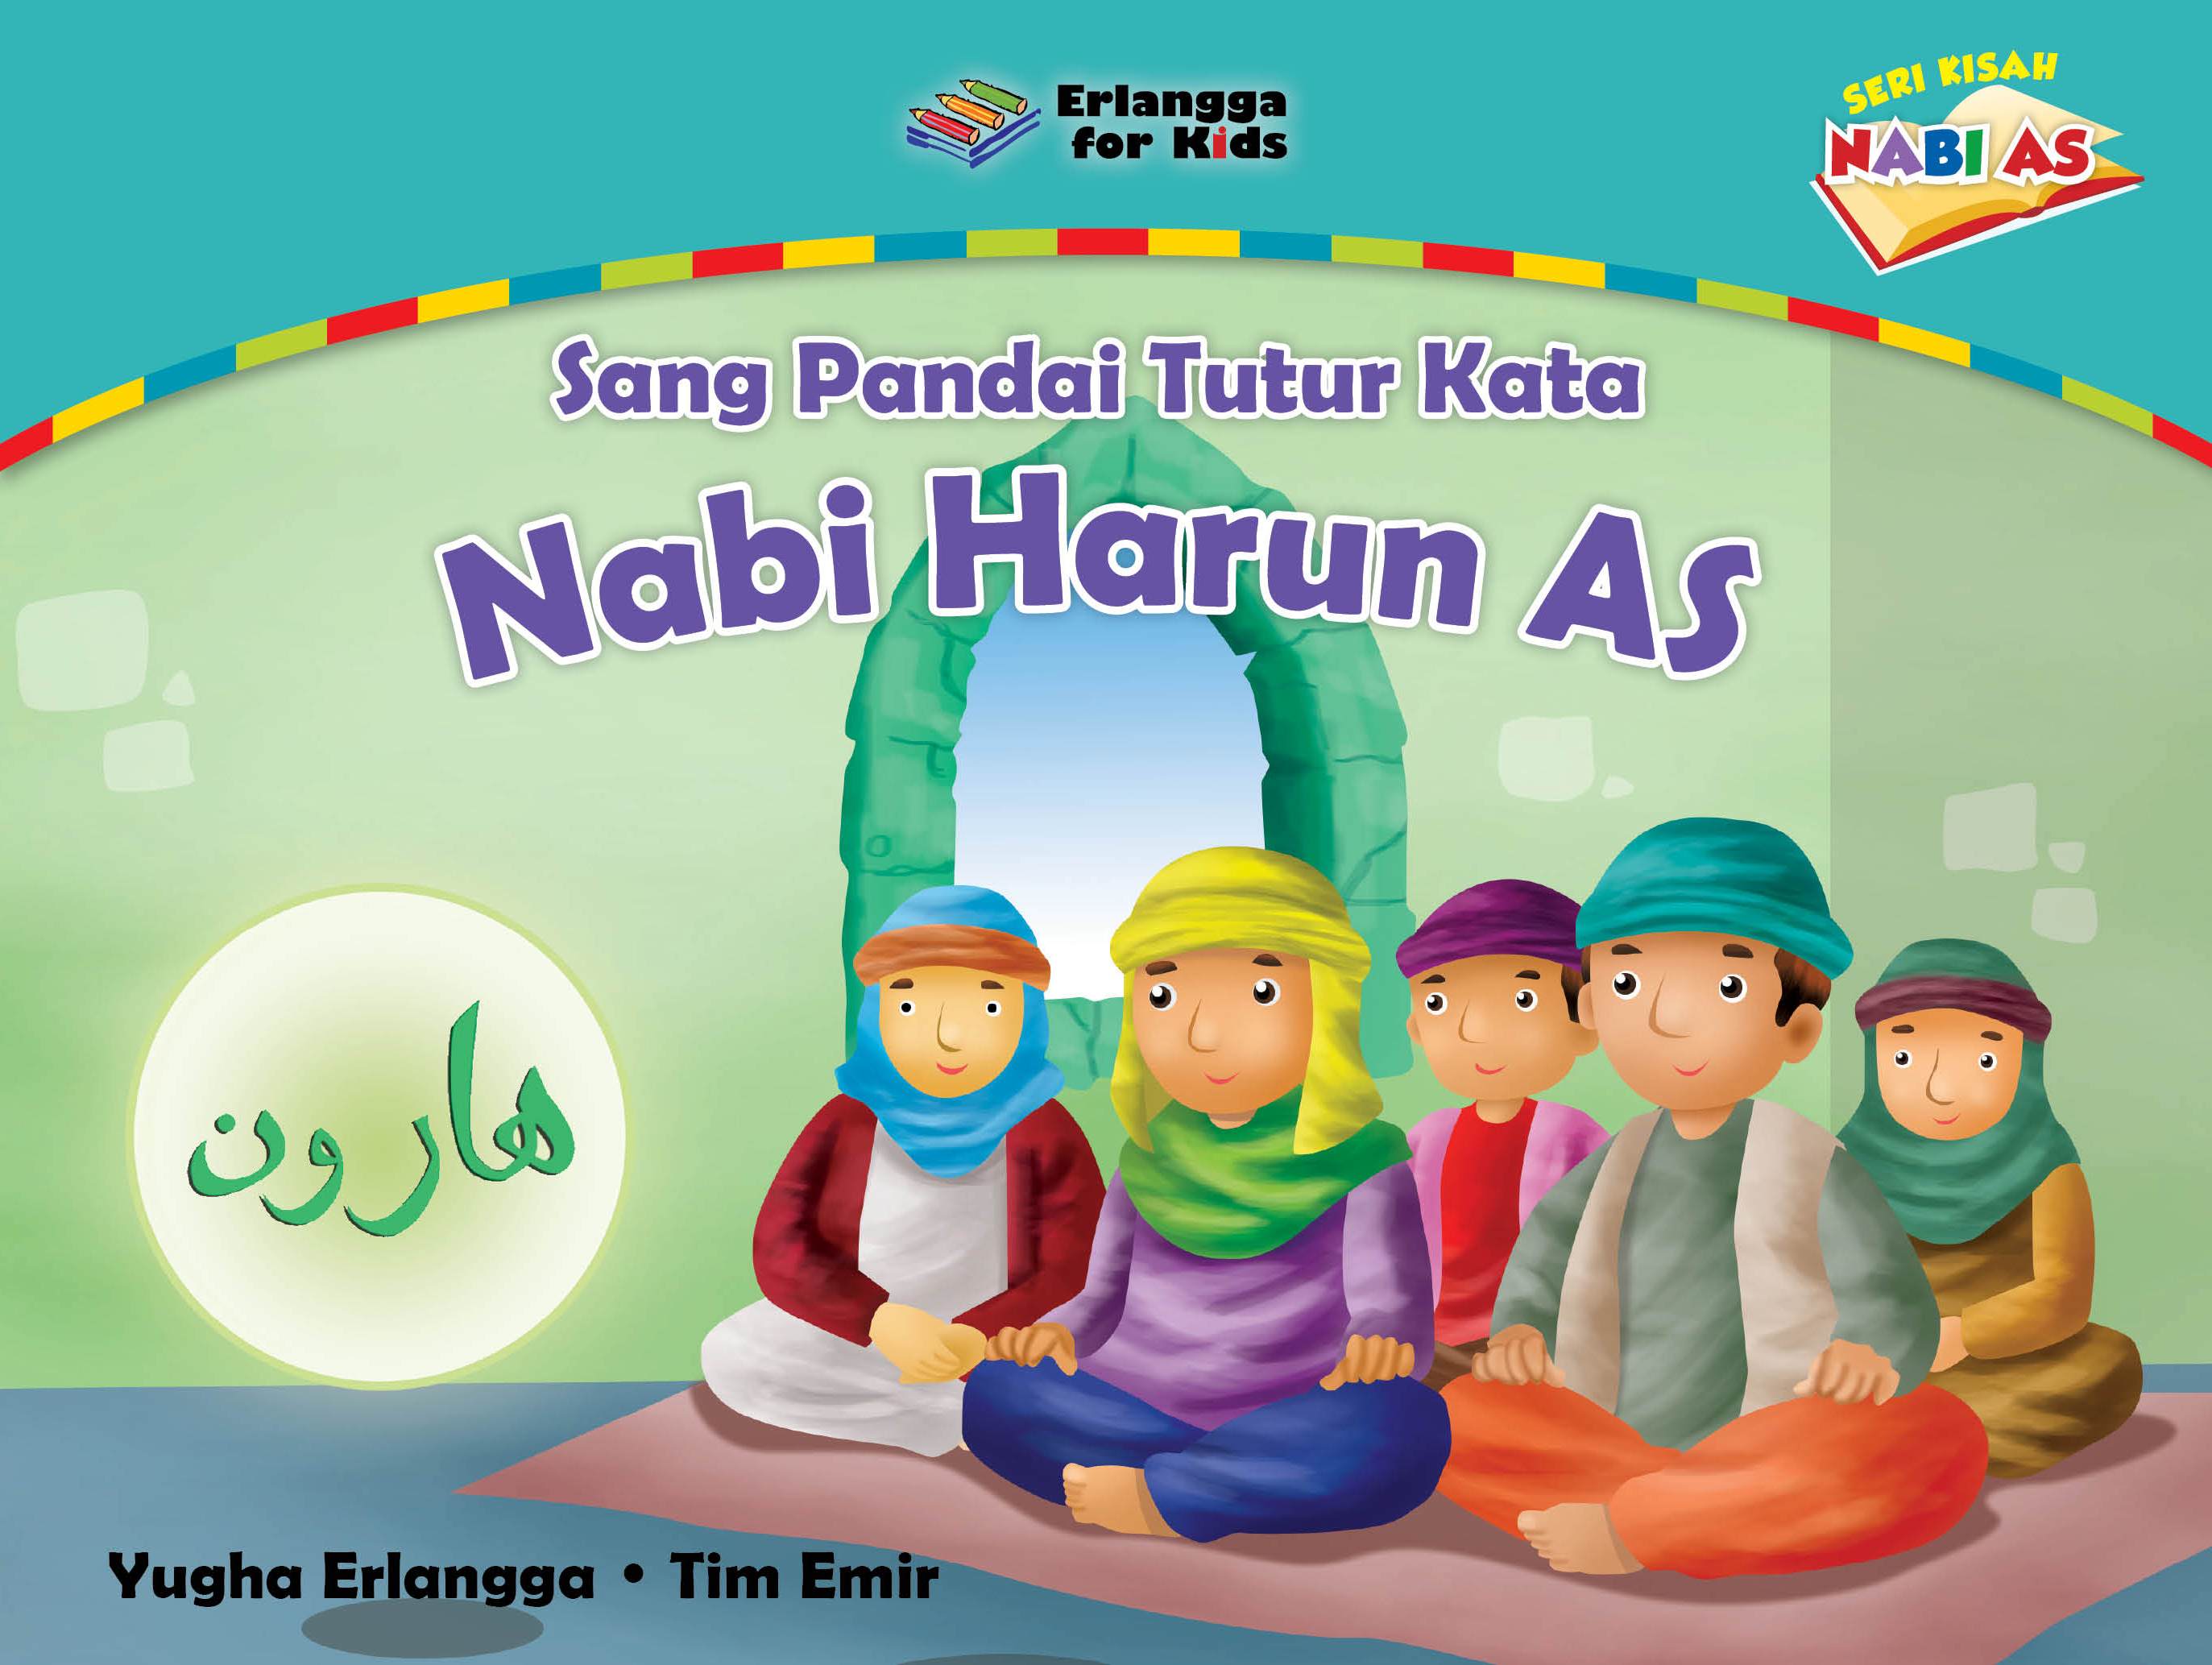 Erlangga
for Kids
SERI KISAH
NABI AS
Sang Pandai Tutur Kata
Nabi Harun As
هارون
Yugha Erlangga • Tim Emir